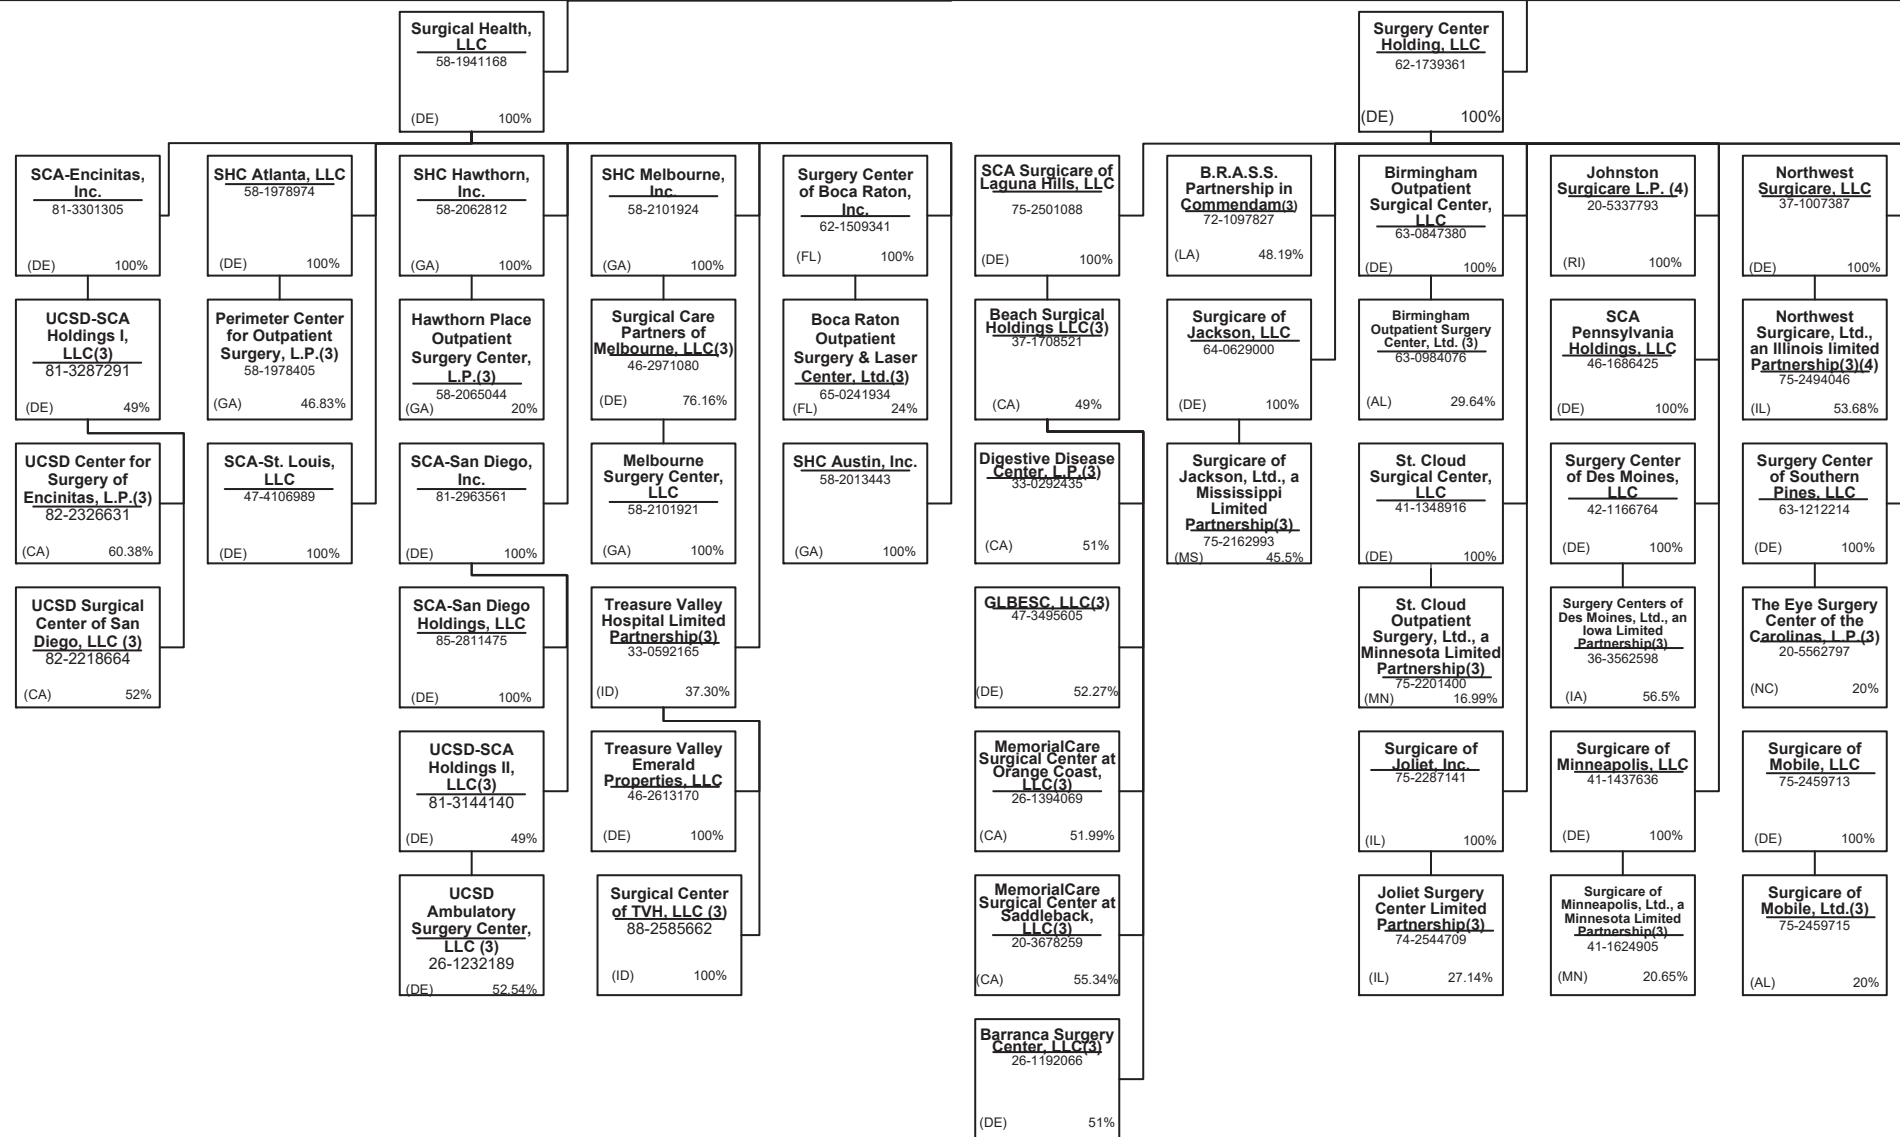 Surgical Health,
LLC
58-1941168
(DE) 100%
Surgery Center
Holding, LLC
62-1739361
(DE) 100%
SCA-Encinitas,
Inc.
81-3301305
(DE) 100%
SHC Atlanta, LLC
58-1978974
(DE) 100%
SHC Hawthorn,
Inc.
58-2062812
(GA) 100%
SHC Melbourne,
Inc.
58-2101924
(GA) 100%
Surgery Center
of Boca Raton,
Inc.
62-1509341
(FL) 100%
SCA Surgicare of
Laguna Hills, LLC
75-2501088
(DE) 100%
B.R.A.S.S.
Partnership in
Commendam(3)
72-1097827
(LA) 48.19%
Birmingham
Outpatient
Surgical Center,
LLC
63-0847380
(DE) 100%
Johnston
Surgicare L.P. (4)
20-5337793
(RI) 100%
Northwest
Surgicare, LLC
37-1007387
(DE) 100%
UCSD-SCA
Holdings I,
LLC(3)
81-3287291
(DE) 49%
Perimeter Center
for Outpatient
Surgery, L.P.(3)
58-1978405
(GA) 46.83%
Hawthorn Place
Outpatient
Surgery Center,
L.P.(3)
58-2065044
(GA) 20%
Surgical Care
Partners of
Melbourne, LLC(3)
46-2971080
(DE) 76.16%
Boca Raton
Outpatient
Surgery & Laser
Center, Ltd.(3)
65-0241934
(FL) 24%
Beach Surgical
Holdings LLC(3)
37-1708521
(CA) 49%
Surgicare of
Jackson, LLC
64-0629000
(DE) 100%
Birmingham
Outpatient Surgery
Center, Ltd. (3)
63-0984076
(AL) 29.64%
SCA
Pennsylvania
Holdings, LLC
46-1686425
(DE) 100%
Northwest
Surgicare, Ltd.,
an Illinois limited
Partnership(3)(4)
75-2494046
(IL) 53.68%
UCSD Center for
Surgery of
Encinitas, L.P.(3)
82-2326631
(CA) 60.38%
SCA-St. Louis,
LLC
47-4106989
(DE) 100%
SCA-San Diego,
Inc.
81-2963561
(DE) 100%
Melbourne
Surgery Center,
LLC
58-2101921
(GA) 100%
SHC Austin, Inc.
58-2013443
(GA) 100%
Digestive Disease
Center, L.P.(3)
33-0292435
(CA) 51%
Surgicare of
Jackson, Ltd., a
Mississippi
Limited
Partnership(3)
75-2162993
(MS) 45.5%
St. Cloud
Surgical Center,
LLC
41-1348916
(DE) 100%
Surgery Center
of Des Moines,
LLC
42-1166764
(DE) 100%
Surgery Center
of Southern
Pines, LLC
63-1212214
(DE) 100%
UCSD Surgical
Center of San
Diego, LLC (3)
82-2218664
(CA) 52%
SCA-San Diego
Holdings, LLC
85-2811475
(DE) 100%
Treasure Valley
Hospital Limited
Partnership(3)
33-0592165
(ID) 37.30%
GLBESC, LLC(3)
47-3495605
(DE) 52.27%
St. Cloud
Outpatient
Surgery, Ltd., a
Minnesota Limited
Partnership(3)
75-2201400
(MN) 16.99%
Surgery Centers of
Des Moines, Ltd., an
Iowa Limited
Partnership(3)
36-3562598
(IA) 56.5%
The Eye Surgery
Center of the
Carolinas, L.P.(3)
20-5562797
(NC) 20%
UCSD-SCA
Holdings II,
LLC(3)
81-3144140
(DE) 49%
Treasure Valley
Emerald
Properties, LLC
46-2613170
(DE) 100%
MemorialCare
Surgical Center at
Orange Coast,
LLC(3)
26-1394069
(CA) 51.99%
Surgicare of
Joliet, Inc.
75-2287141
(IL) 100%
Surgicare of
Minneapolis, LLC
41-1437636
(DE) 100%
Surgicare of
Mobile, LLC
75-2459713
(DE) 100%
UCSD
Ambulatory
Surgery Center,
LLC (3)
26-1232189
(DE) 52.54%
Surgical Center
of TVH, LLC (3)
88-2585662
(ID) 100%
MemorialCare
Surgical Center at
Saddleback,
LLC(3)
20-3678259
(CA) 55.34%
Joliet Surgery
Center Limited
Partnership(3)
74-2544709
(IL) 27.14%
Surgicare of
Minneapolis, Ltd., a
Minnesota Limited
Partnership(3)
41-1624905
(MN) 20.65%
Surgicare of
Mobile, Ltd.(3)
75-2459715
(AL) 20%
Barranca Surgery
Center, LLC(3)
26-1192066
(DE) 51%